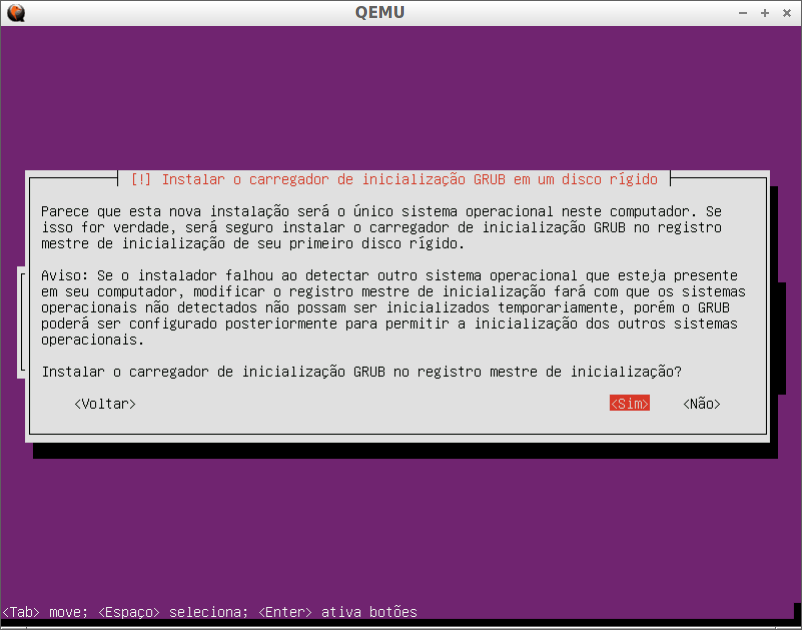 QEMU
[!] Instalar o carregador de inicialização GRUB em um disco rígido
Parece que esta nova instalação será o único sistema operacional neste computador. Se
isso for verdade, será seguro instalar o carregador de inicialização GRUB no registro
mestre de inicialização de seu primeiro disco rígido.
Aviso: Se o instalador falhou ao detectar outro sistema operacional que esteja presente
em seu computador, modificar o registro mestre de inicialização fará com que os sistemas
operacionais não detectados não possam ser inicializados temporariamente, porém o GRUB
poderá ser configurado posteriormente para permitir a inicialização dos outros sistemas
operacionais.
Instalar o carregador de inicialização GRUB no registro mestre de inicialização?
<Voltar> <Sim> <Não>
<Tab> move; <Espaço> seleciona; <Enter> ativa botões